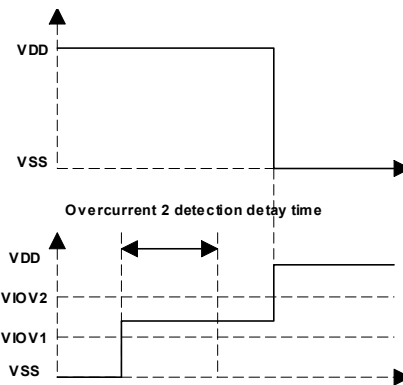 VDD
VSS
Overcurrent 2 detection detay time
VDD
VIOV2
VIOV1
VSS